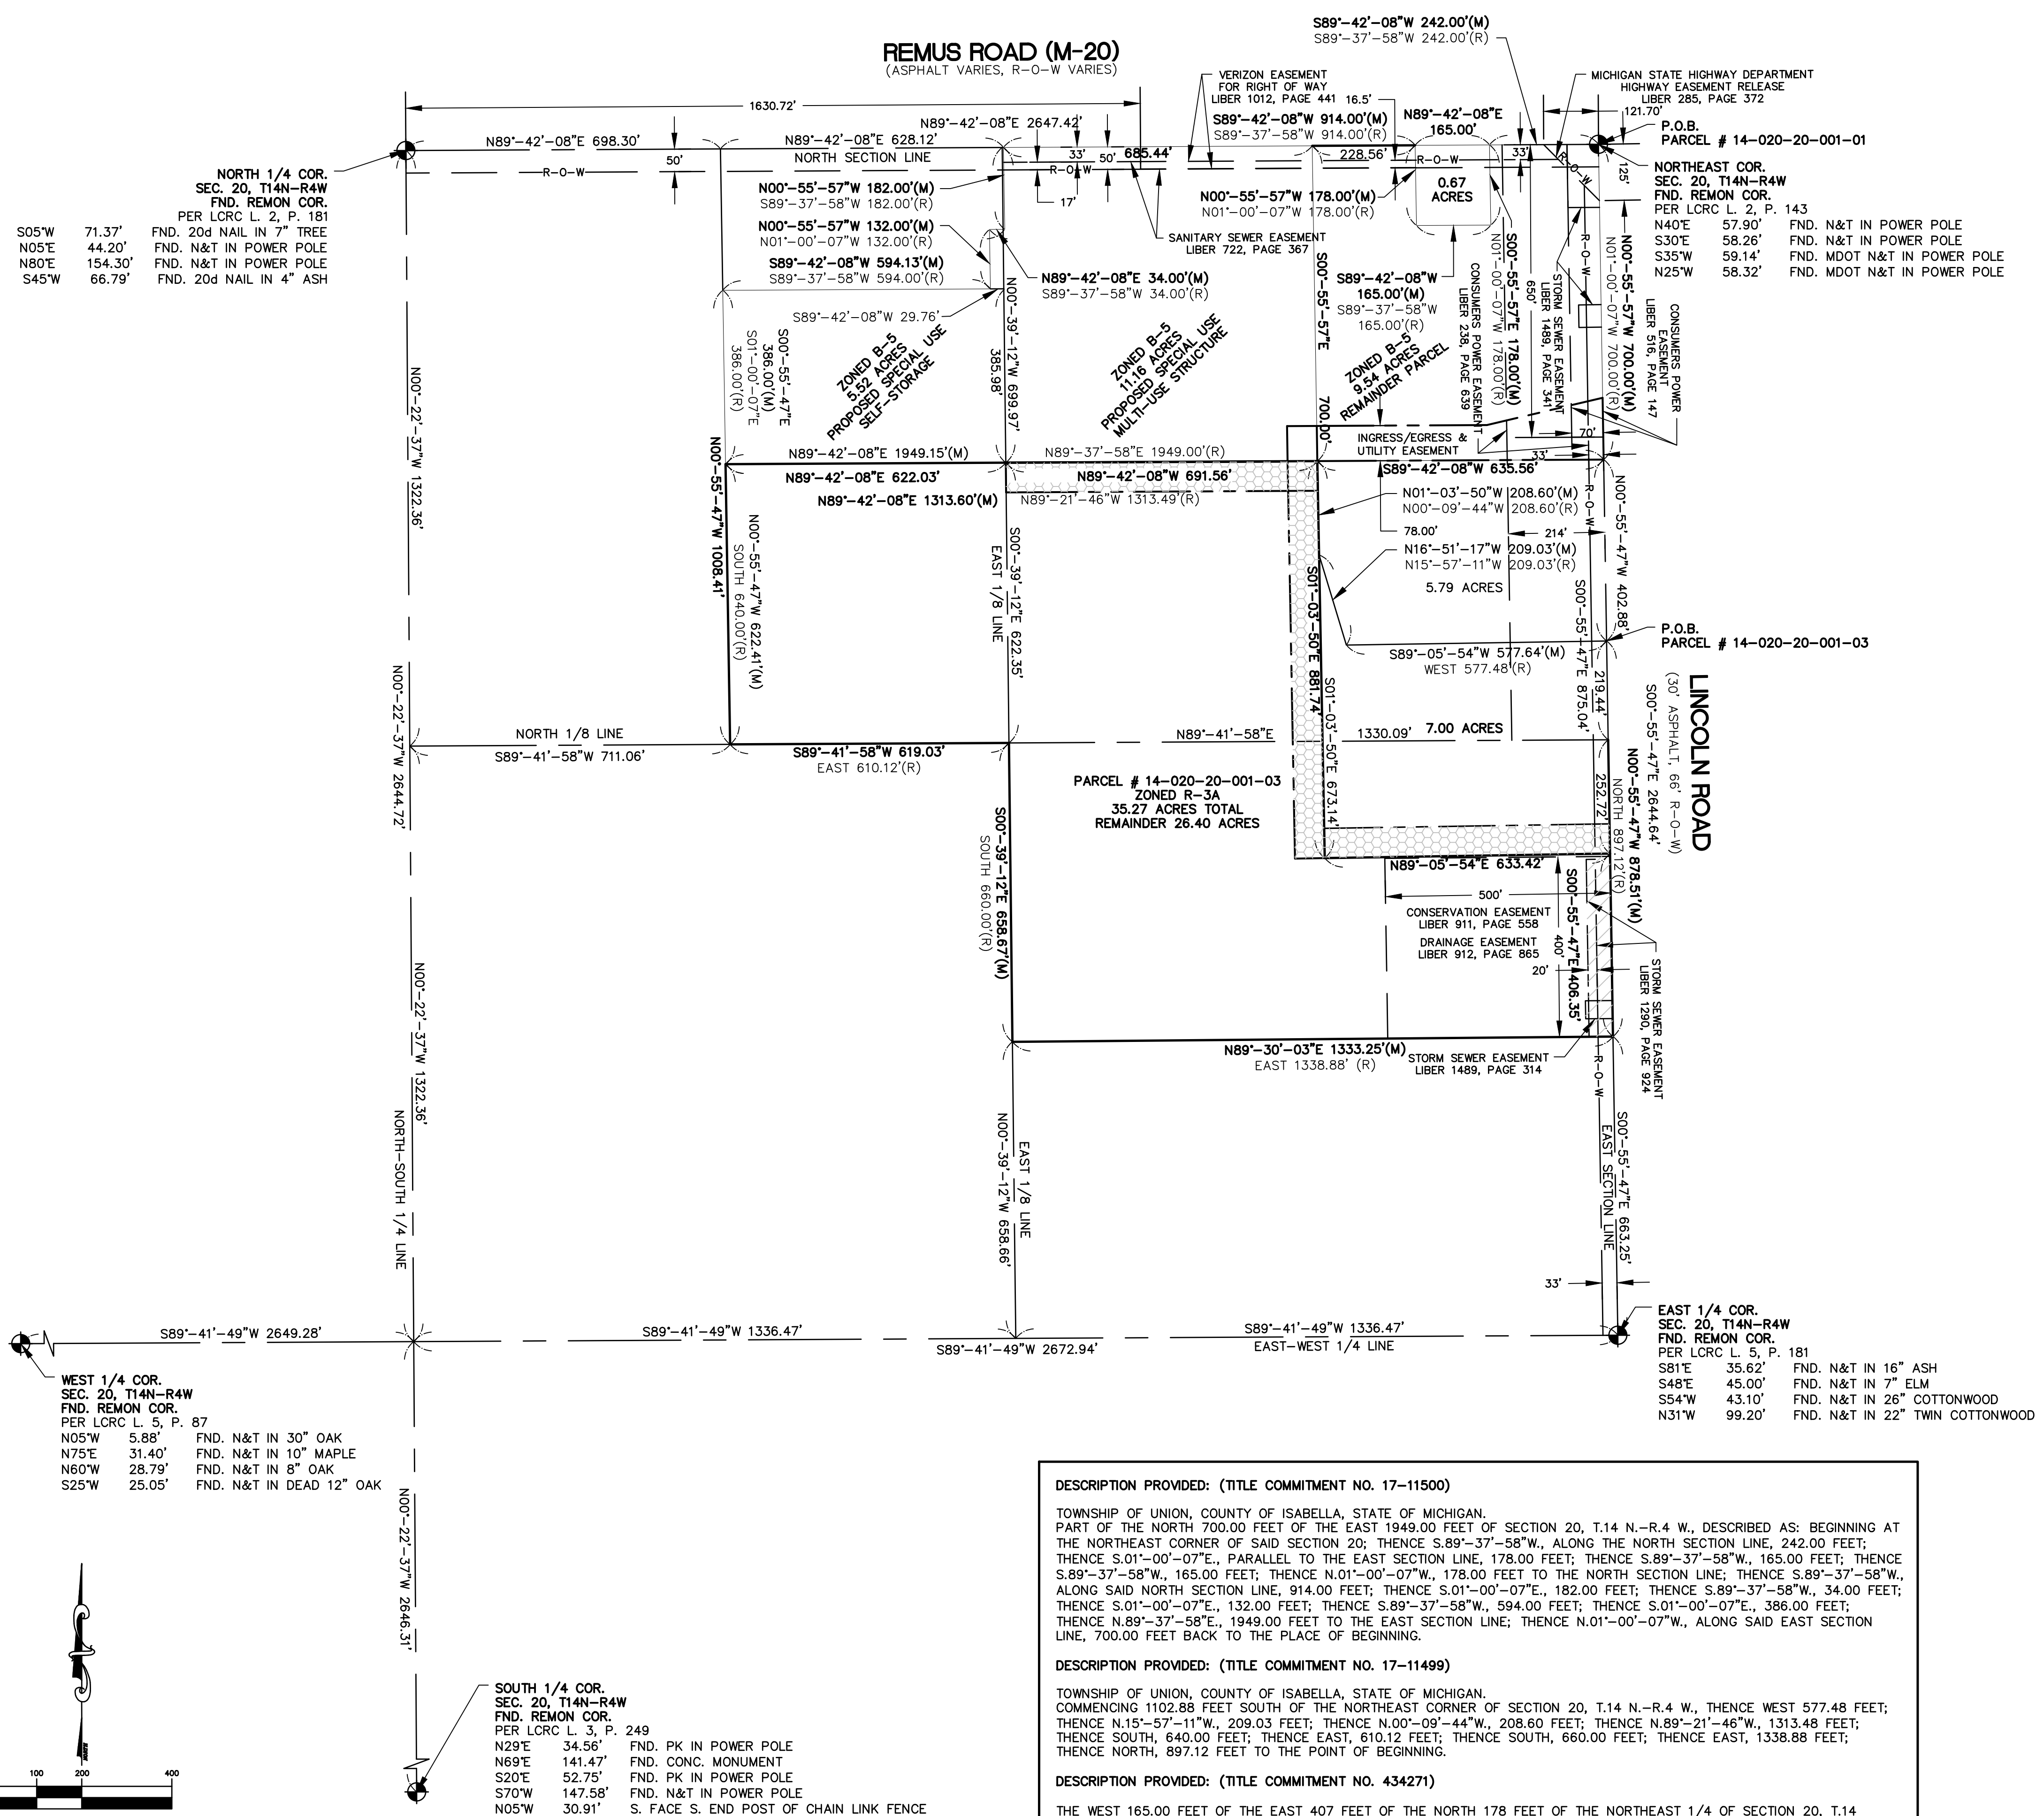 REMUS ROAD (M-20)
(ASPHALT VARIES, R-O-W VARIES)
S89°-42'-08"W 242.00'(M)
S89°-37'-58"W 242.00'(R)
VERIZON EASEMENT
FOR RIGHT OF WAY
LIBER 1012, PAGE 441
16.5'
MICHIGAN STATE HIGHWAY DEPARTMENT
HIGHWAY EASEMENT RELEASE
LIBER 285, PAGE 372
121.70'
1630.72'
N89°-42'-08"E 2647.42'
N89°-42'-08"E 698.30'
N89°-42'-08"E 628.12'
NORTH SECTION LINE
50'
R-O-W
33'
50'
685.44'
R-O-W
17'
S89°-42'-08"W 914.00'(M)
S89°-37'-58"W 914.00'(R)
228.56'
N89°-42'-08"E
165.00'
R-O-W
33'
R-O-W
125'
P.O.B.
PARCEL # 14-020-20-001-01
NORTHEAST COR.
SEC. 20, T14N-R4W
FND. REMON COR.
PER LCRC L. 2, P. 143
N40°E 57.90' FND. N&T IN POWER POLE
S30°E 58.26' FND. N&T IN POWER POLE
S35°W 59.14' FND. MDOT N&T IN POWER POLE
N25°W 58.32' FND. MDOT N&T IN POWER POLE
NORTH 1/4 COR.
SEC. 20, T14N-R4W
FND. REMON COR.
PER LCRC L. 2, P. 181
S05°W 71.37' FND. 20d NAIL IN 7" TREE
N05°E 44.20' FND. N&T IN POWER POLE
N80°E 154.30' FND. N&T IN POWER POLE
S45°W 66.79' FND. 20d NAIL IN 4" ASH
N00°-55'-57"W 182.00'(M)
S89°-37'-58"W 182.00'(R)
N00°-55'-57"W 132.00'(M)
N01°-00'-07"W 132.00'(R)
S89°-42'-08"W 594.13'(M)
S89°-37'-58"W 594.00'(R)
S89°-42'-08"W 29.76'
SANITARY SEWER EASEMENT
LIBER 722, PAGE 367
N89°-42'-08"E 34.00'(M)
S89°-37'-58"W 34.00'(R)
N00°-55'-57"W 178.00'(M)
N01°-00'-07"W 178.00'(R)
0.67
ACRES
S89°-42'-08"W
165.00'(M)
S89°-37'-58"W
165.00'(R)
S00°-55'-57"E
700.00'
CONSUMERS POWER EASEMENT
LIBER 238, PAGE 639
S00°-55'-57"E 178.00'(M)
N01°-00'-07"W 178.00'(R)
650'
STORM SEWER EASEMENT
LIBER 1489, PAGE 341
R-O-W
N00°-55'-57"W 700.00'(M)
N01°-00'-07"W 700.00'(R)
CONSUMERS POWER
EASEMENT
LIBER 516, PAGE 147
S00°-55'-47"E
386.00'(M)
S01°-00'-07"E
386.00'(R)
ZONED B-5
5.52 ACRES
PROPOSED SPECIAL USE
SELF-STORAGE
N00°-39'-12"W 699.97'
385.98'
ZONED B-5
11.16 ACRES
PROPOSED SPECIAL USE
MULTI-USE STRUCTURE
ZONED B-5
9.54 ACRES
REMAINDER PARCEL
INGRESS/EGRESS &
UTILITY EASEMENT
70'
33'
N89°-42'-08"E 1949.15'(M)
N89°-37'-58"E 1949.00'(R)
S89°-42'-08"W 635.56'
N89°-42'-08"E 622.03'
N89°-42'-08"W 691.56'
N89°-42'-08"E 1313.60'(M)
N89°-21'-46"W 1313.49'(R)
N01°-03'-50"W 208.60'(M)
N00°-09'-44"W 208.60'(R)
78.00'
214'
N16°-51'-17"W 209.03'(M)
N15°-57'-11"W 209.03'(R)
5.79 ACRES
R-O-W
N00°-55'-47"W 402.88'
S00°-55'-47"E 875.04'
N00°-22'-37"W 1322.36'
N00°-55'-47"W 1008.41'
N00°-55'-47"W 622.41'(M)
SOUTH 640.00'(R)
S00°-39'-12"E 622.35'
EAST 1/8 LINE
S01°-03'-50"E 881.74'
S01°-03'-50"E 673.14'
P.O.B.
PARCEL # 14-020-20-001-03
S89°-05'-54"W 577.64'(M)
WEST 577.48'(R)
219.44'
LINCOLN ROAD
(30' ASPHALT, 66' R-O-W)
S00°-55'-47"E 2644.64'
N00°-55'-47"W 878.51'(M)
NORTH 897.12'(R)
N00°-22'-37"W 2644.72'
NORTH 1/8 LINE
S89°-41'-58"W 711.06'
S89°-41'-58"W 619.03'
EAST 610.12'(R)
N89°-41'-58"E
1330.09'
7.00 ACRES
252.72'
PARCEL # 14-020-20-001-03
ZONED R-3A
35.27 ACRES TOTAL
REMAINDER 26.40 ACRES
S00°-39'-12"E 658.67'(M)
SOUTH 660.00'(R)
N89°-05'-54"E 633.42'
500'
CONSERVATION EASEMENT
LIBER 911, PAGE 558
DRAINAGE EASEMENT
LIBER 912, PAGE 865
400'
S00°-55'-47"E 406.35'
20'
STORM SEWER EASEMENT
LIBER 1290, PAGE 924
N89°-30'-03"E 1333.25'(M)
EAST 1338.88' (R)
STORM SEWER EASEMENT
LIBER 1489, PAGE 314
R-O-W
N00°-22'-37"W 1322.36'
NORTH-SOUTH 1/4 LINE
EAST 1/8 LINE
N00°-39'-12"W 658.66'
S00°-55'-47"E 663.25'
EAST SECTION LINE
33'
S89°-41'-49"W 2649.28'
S89°-41'-49"W 1336.47'
S89°-41'-49"W 2672.94'
S89°-41'-49"W 1336.47'
EAST-WEST 1/4 LINE
EAST 1/4 COR.
SEC. 20, T14N-R4W
FND. REMON COR.
PER LCRC L. 5, P. 181
S81°E 35.62' FND. N&T IN 16" ASH
S48°E 45.00' FND. N&T IN 7" ELM
S54°W 43.10' FND. N&T IN 26" COTTONWOOD
N31°W 99.20' FND. N&T IN 22" TWIN COTTONWOOD
WEST 1/4 COR.
SEC. 20, T14N-R4W
FND. REMON COR.
PER LCRC L. 5, P. 87
N05°W 5.88' FND. N&T IN 30" OAK
N75°E 31.40' FND. N&T IN 10" MAPLE
N60°W 28.79' FND. N&T IN 8" OAK
S25°W 25.05' FND. N&T IN DEAD 12" OAK
N00°-22'-37"W 2646.31'
SOUTH 1/4 COR.
SEC. 20, T14N-R4W
FND. REMON COR.
PER LCRC L. 3, P. 249
N29°E 34.56' FND. PK IN POWER POLE
N69°E 141.47' FND. CONC. MONUMENT
S20°E 52.75' FND. PK IN POWER POLE
S70°W 147.58' FND. N&T IN POWER POLE
N05°W 30.91' S. FACE S. END POST OF CHAIN LINK FENCE
100 200 400
DESCRIPTION PROVIDED: (TITLE COMMITMENT NO. 17-11500)
TOWNSHIP OF UNION, COUNTY OF ISABELLA, STATE OF MICHIGAN.
PART OF THE NORTH 700.00 FEET OF THE EAST 1949.00 FEET OF SECTION 20, T.14 N.-R.4 W., DESCRIBED AS: BEGINNING AT
THE NORTHEAST CORNER OF SAID SECTION 20; THENCE S.89°-37'-58"W., ALONG THE NORTH SECTION LINE, 242.00 FEET;
THENCE S.01°-00'-07"E., PARALLEL TO THE EAST SECTION LINE, 178.00 FEET; THENCE S.89°-37'-58"W., 165.00 FEET; THENCE
S.89°-37'-58"W., 165.00 FEET; THENCE N.01°-00'-07"W., 178.00 FEET TO THE NORTH SECTION LINE; THENCE S.89°-37'-58"W.,
ALONG SAID NORTH SECTION LINE, 914.00 FEET; THENCE S.01°-00'-07"E., 182.00 FEET; THENCE S.89°-37'-58"W., 34.00 FEET;
THENCE S.01°-00'-07"E., 132.00 FEET; THENCE S.89°-37'-58"W., 594.00 FEET; THENCE S.01°-00'-07"E., 386.00 FEET;
THENCE N.89°-37'-58"E., 1949.00 FEET TO THE EAST SECTION LINE; THENCE N.01°-00'-07"W., ALONG SAID EAST SECTION
LINE, 700.00 FEET BACK TO THE PLACE OF BEGINNING.
DESCRIPTION PROVIDED: (TITLE COMMITMENT NO. 17-11499)
TOWNSHIP OF UNION, COUNTY OF ISABELLA, STATE OF MICHIGAN.
COMMENCING 1102.88 FEET SOUTH OF THE NORTHEAST CORNER OF SECTION 20, T.14 N.-R.4 W., THENCE WEST 577.48 FEET;
THENCE N.15°-57'-11"W., 209.03 FEET; THENCE N.00°-09'-44"W., 208.60 FEET; THENCE N.89°-21'-46"W., 1313.48 FEET;
THENCE SOUTH, 640.00 FEET; THENCE EAST, 610.12 FEET; THENCE SOUTH, 660.00 FEET; THENCE EAST, 1338.88 FEET;
THENCE NORTH, 897.12 FEET TO THE POINT OF BEGINNING.
DESCRIPTION PROVIDED: (TITLE COMMITMENT NO. 434271)
THE WEST 165.00 FEET OF THE EAST 407 FEET OF THE NORTH 178 FEET OF THE NORTHEAST 1/4 OF SECTION 20, T.14